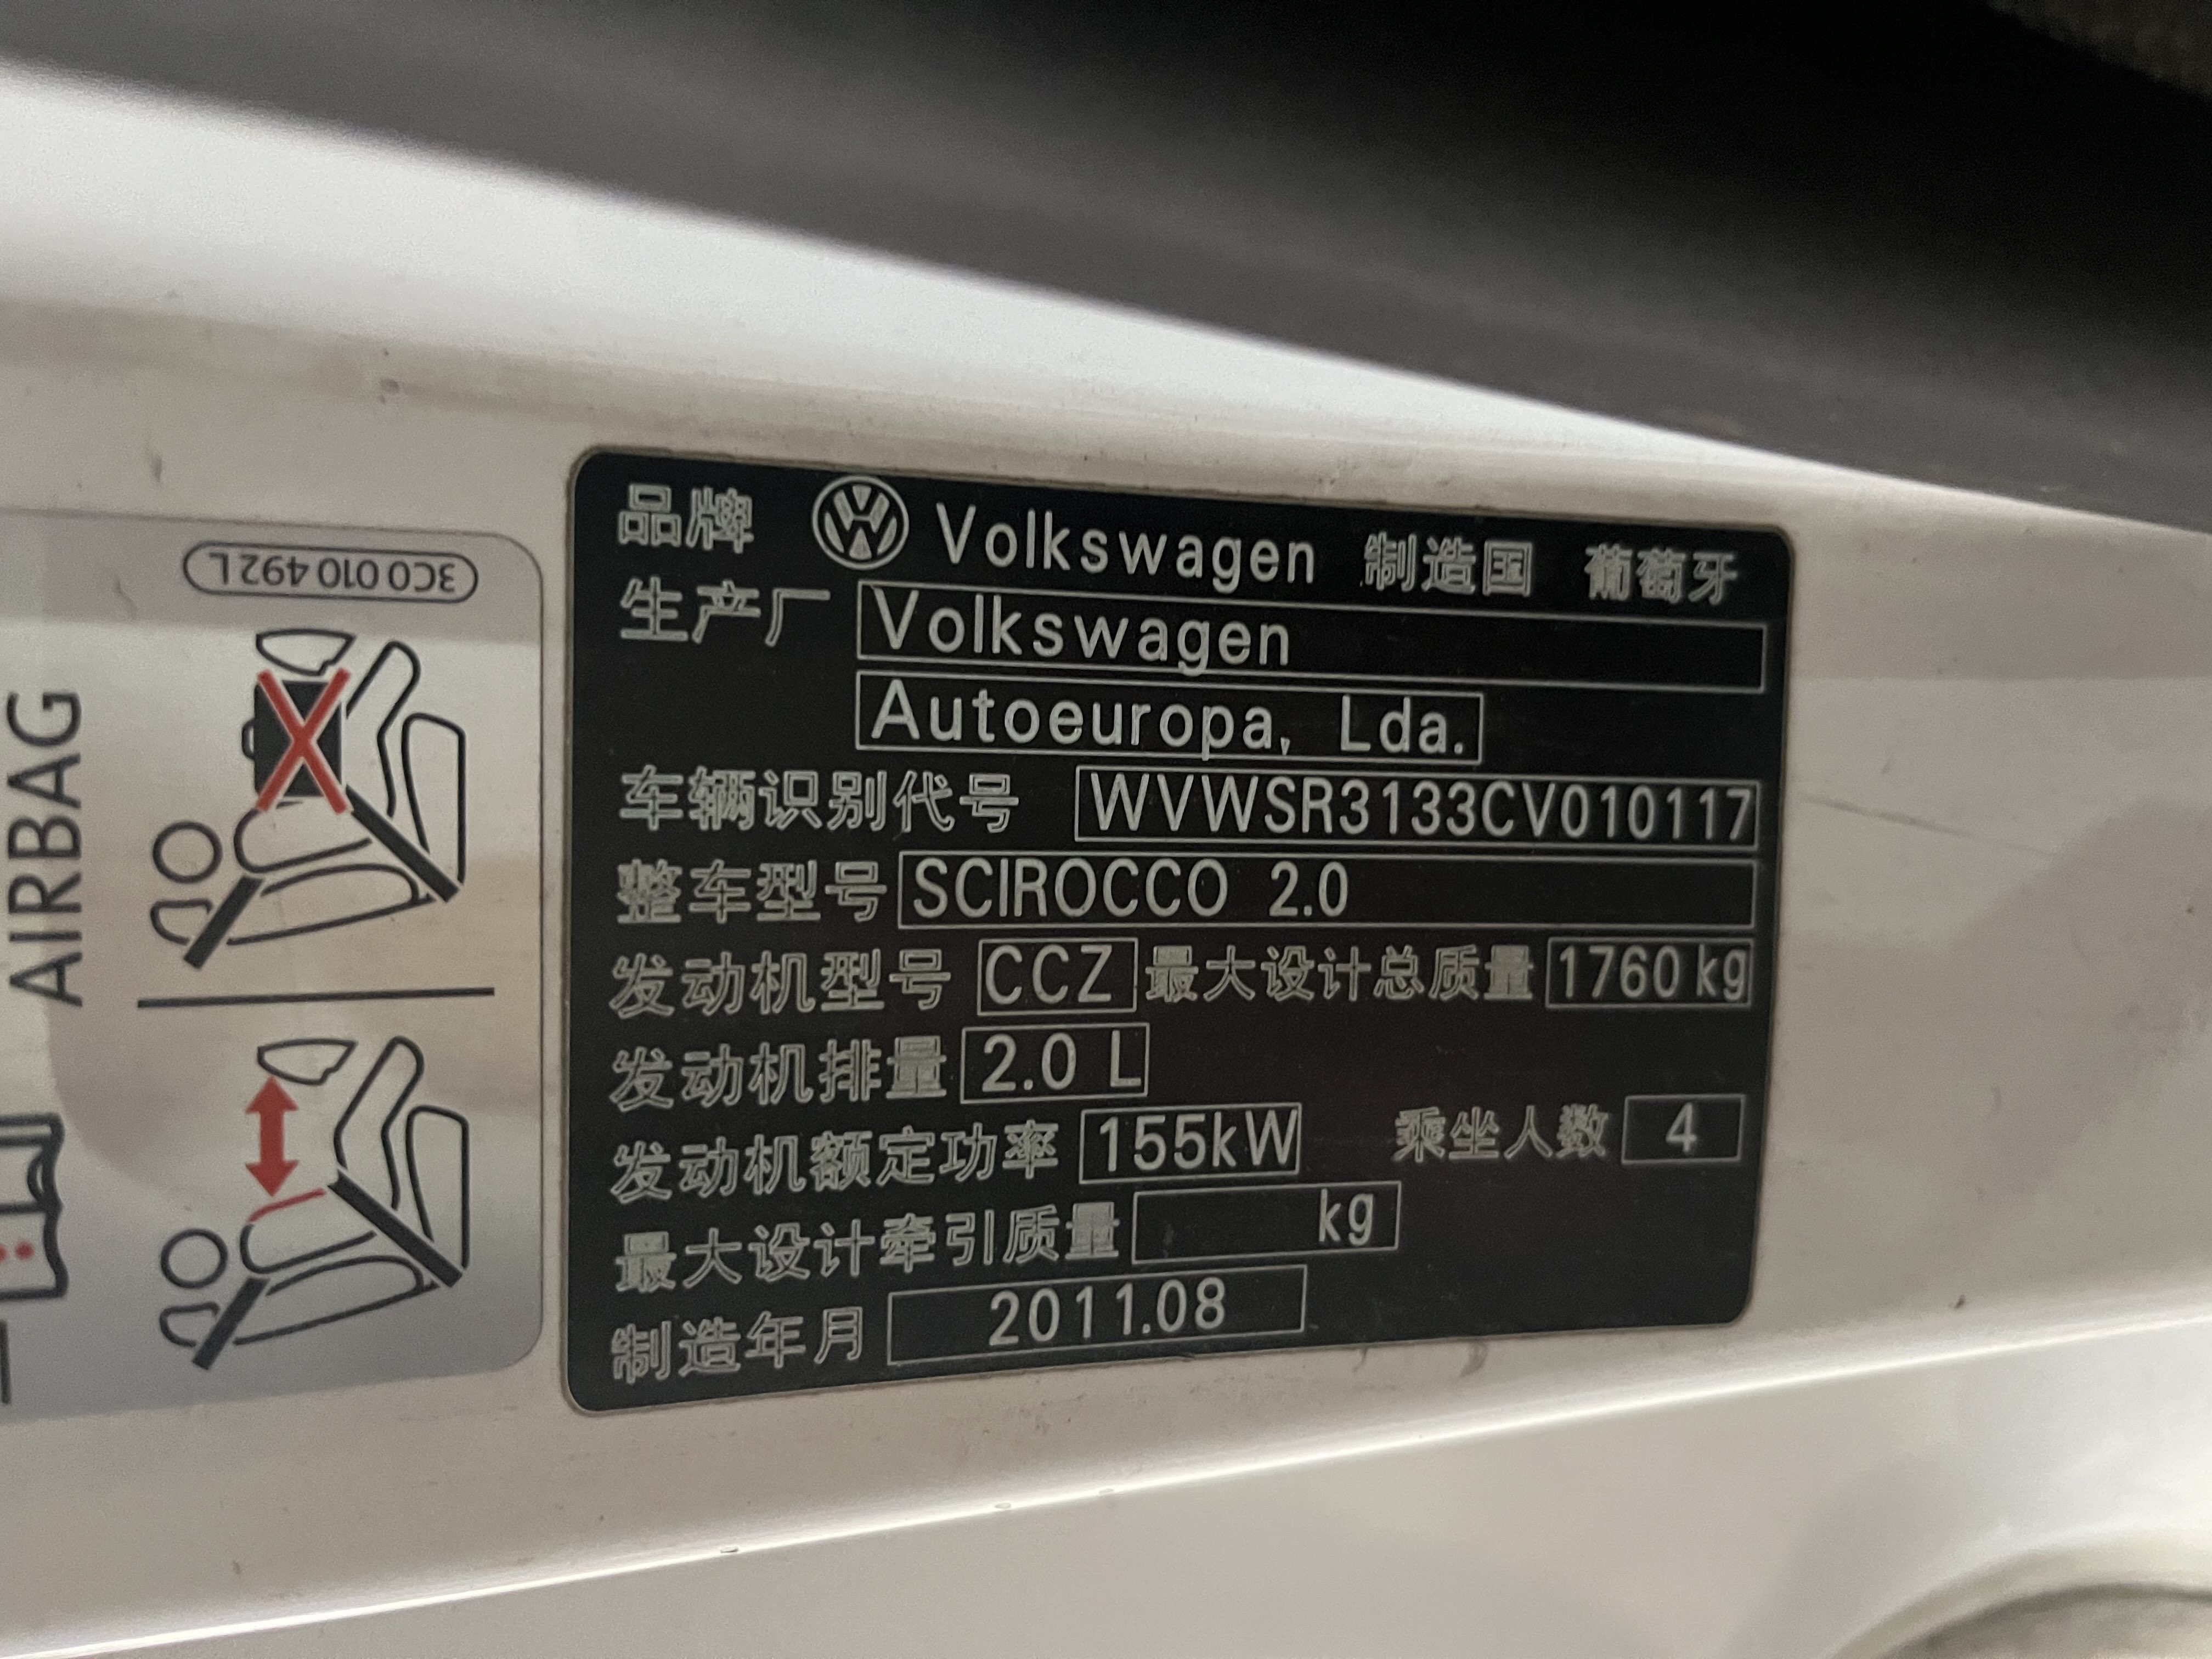 品牌 Volkswagen 制造国 葡萄牙
生产厂 Volkswagen
Autoeuropa, Lda.
车辆识别代号 WVWSR3133CV010117
整车型号 SCIROCCO 2.0
发动机型号 CCZ 最大设计总质量 1760 kg
发动机排量 2.0 L
发动机额定功率 155kW 乘坐人数 4
最大设计牵引质量 kg
制造年月 2011.08
3C0 010 492 L
AIRBAG